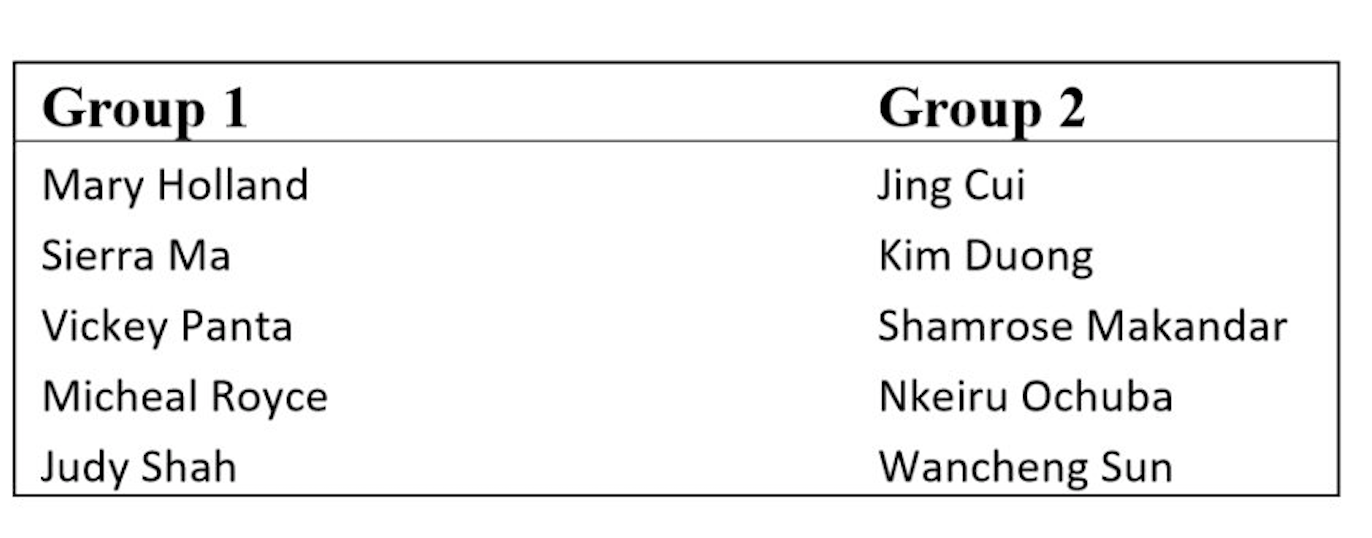 Group 1 Group 2
Mary Holland Jing Cui
Sierra Ma Kim Duong
Vickey Panta Shamrose Makandar
Micheal Royce Nkeiru Ochuba
Judy Shah Wancheng Sun